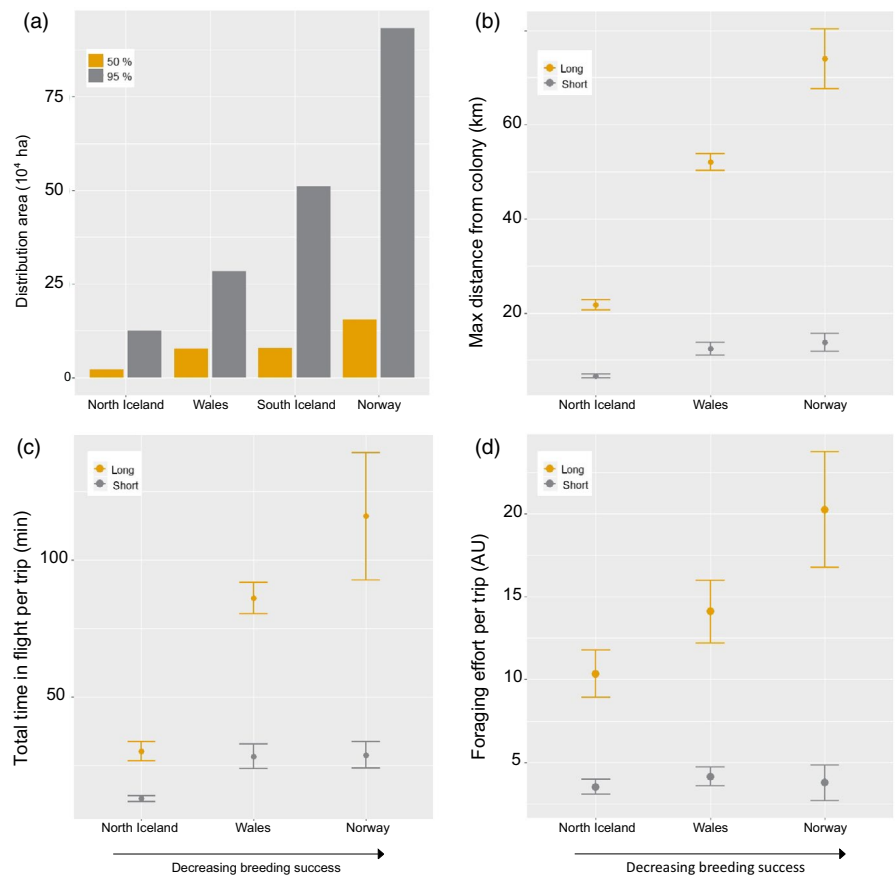 (a)
50 %
95 %
Distribution area (10⁴ ha)
75
50
25
0
North Iceland Wales South Iceland Norway
(b)
Long
Short
Max distance from colony (km)
60
40
20
North Iceland Wales Norway
(c)
Long
Short
Total time in flight per trip (min)
100
50
North Iceland Wales Norway
Decreasing breeding success
(d)
Long
Short
Foraging effort per trip (AU)
20
15
10
5
North Iceland Wales Norway
Decreasing breeding success